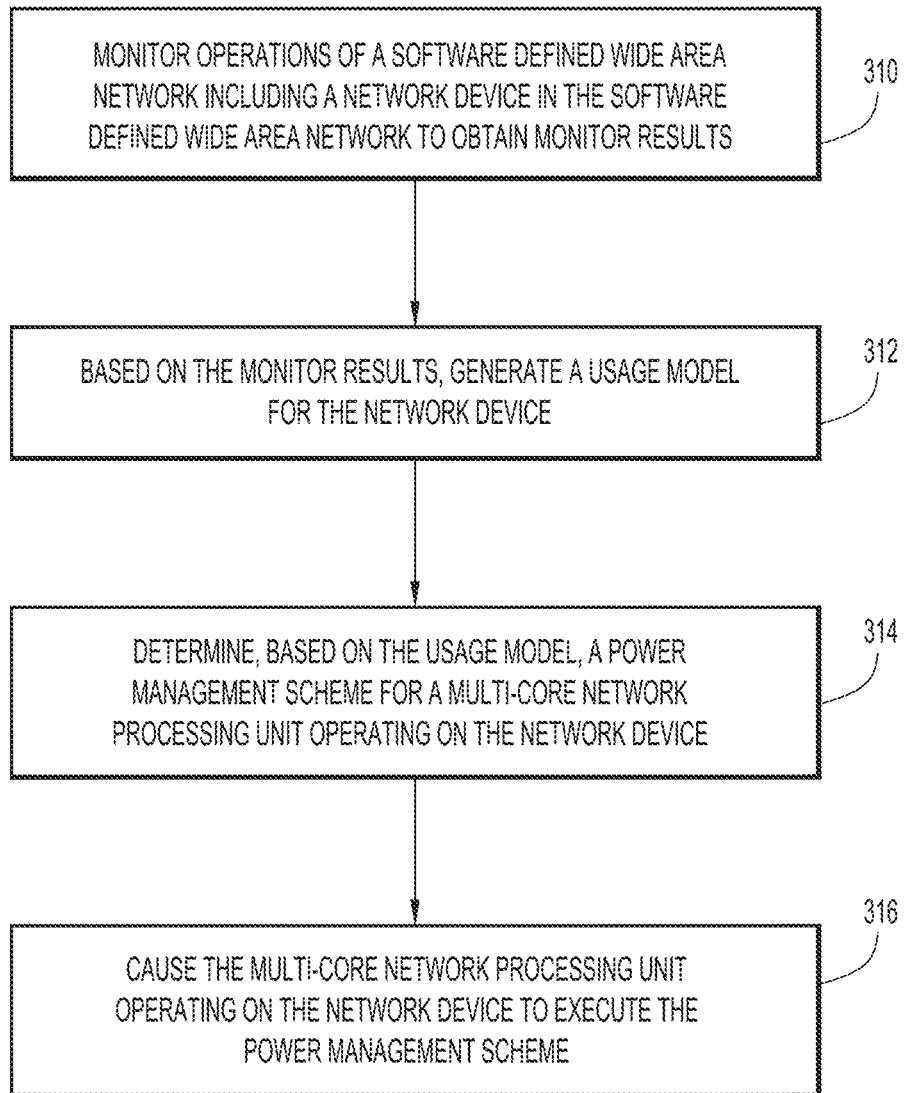 MONITOR OPERATIONS OF A SOFTWARE DEFINED WIDE AREA
NETWORK INCLUDING A NETWORK DEVICE IN THE SOFTWARE
DEFINED WIDE AREA NETWORK TO OBTAIN MONITOR RESULTS
310
BASED ON THE MONITOR RESULTS, GENERATE A USAGE MODEL
FOR THE NETWORK DEVICE
312
DETERMINE, BASED ON THE USAGE MODEL, A POWER
MANAGEMENT SCHEME FOR A MULTI-CORE NETWORK
PROCESSING UNIT OPERATING ON THE NETWORK DEVICE
314
CAUSE THE MULTI-CORE NETWORK PROCESSING UNIT
OPERATING ON THE NETWORK DEVICE TO EXECUTE THE
POWER MANAGEMENT SCHEME
316